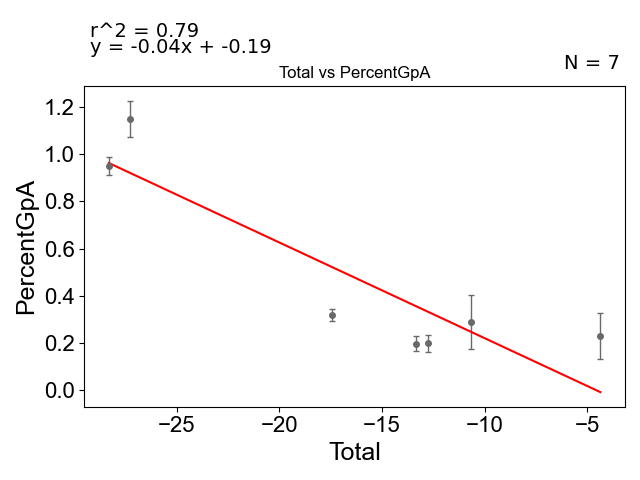 r^2 = 0.79
y = -0.04x + -0.19
N = 7
Total vs PercentGpA
PercentGpA
1.2
1.0
0.8
0.6
0.4
0.2
0.0
−25
−20
−15
−10
−5
Total